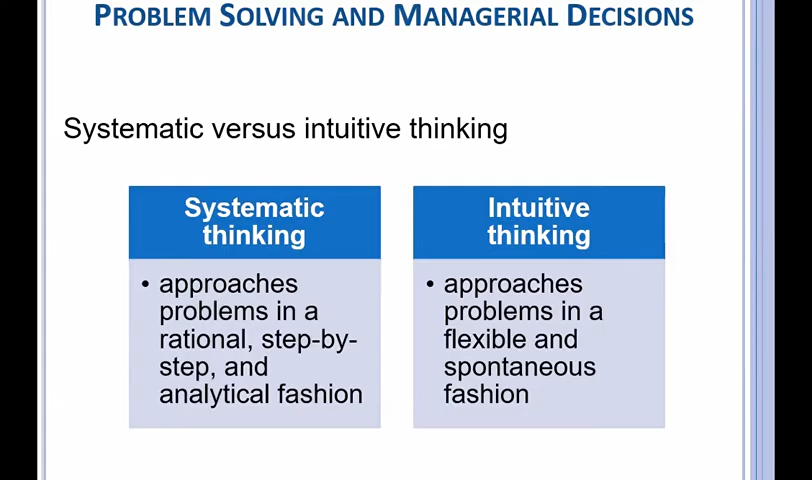 PROBLEM SOLVING AND MANAGERIAL DECISIONS
Systematic versus intuitive thinking
Systematic
thinking
• approaches
problems in a
rational, step-by-
step, and
analytical fashion
Intuitive
thinking
• approaches
problems in a
flexible and
spontaneous
fashion